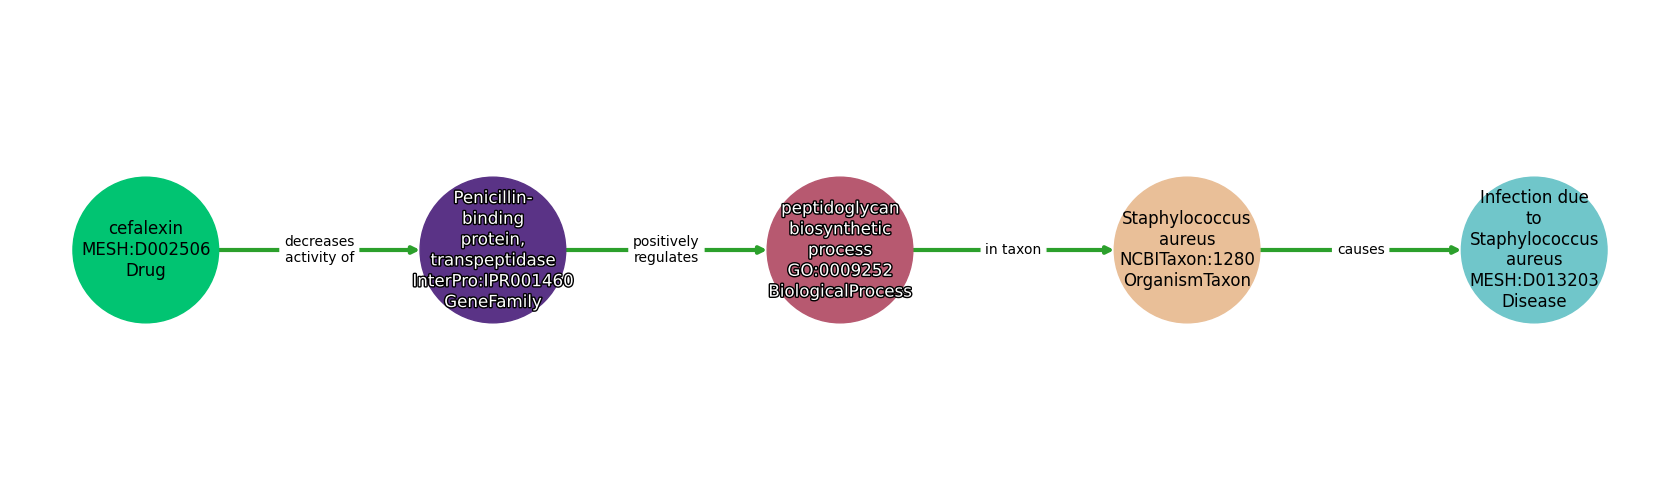 cefalexin
MESH:D002506
Drug
decreases
activity of
Penicillin-
binding
protein,
transpeptidase
InterPro:IPR001460
GeneFamily
positively
regulates
peptidoglycan
biosynthetic
process
GO:0009252
BiologicalProcess
in taxon
Staphylococcus
aureus
NCBITaxon:1280
OrganismTaxon
causes
Infection due
to
Staphylococcus
aureus
MESH:D013203
Disease